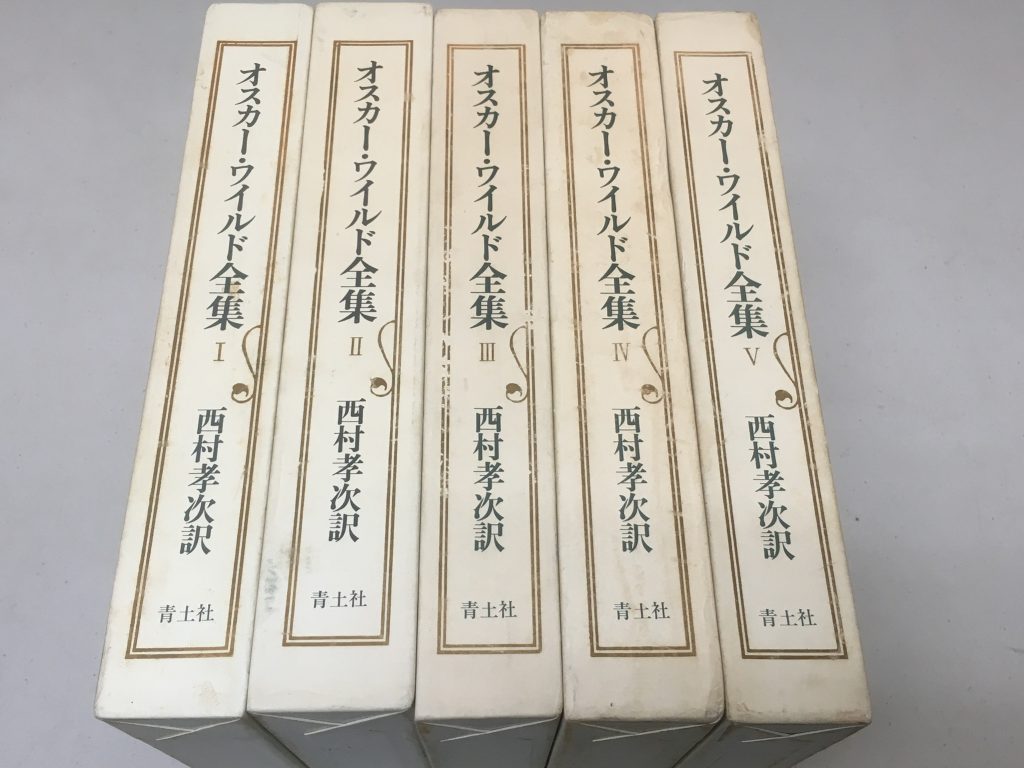 オスカー・ワイルド全集 I
西村孝次訳
青土社
オスカー・ワイルド全集 II
西村孝次訳
青土社
オスカー・ワイルド全集 III
西村孝次訳
青土社
オスカー・ワイルド全集 IV
西村孝次訳
青土社
オスカー・ワイルド全集 V
西村孝次訳
青土社